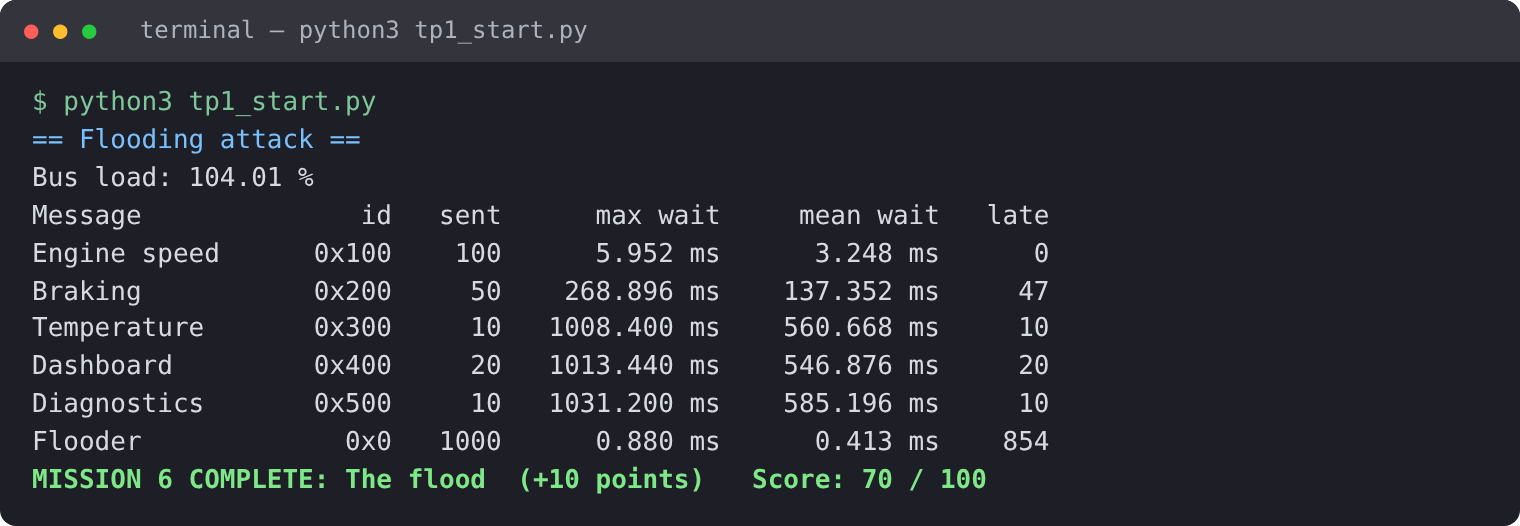 terminal — python3 tp1_start.py
$ python3 tp1_start.py
== Flooding attack ==
Bus load: 104.01 %
Message              id   sent      max wait     mean wait   late
Engine speed      0x100    100      5.952 ms      3.248 ms      0
Braking           0x200     50    268.896 ms    137.352 ms     47
Temperature       0x300     10   1008.400 ms    560.668 ms     10
Dashboard         0x400     20   1013.440 ms    546.876 ms     20
Diagnostics       0x500     10   1031.200 ms    585.196 ms     10
Flooder             0x0   1000      0.880 ms      0.413 ms    854
MISSION 6 COMPLETE: The flood  (+10 points)   Score: 70 / 100